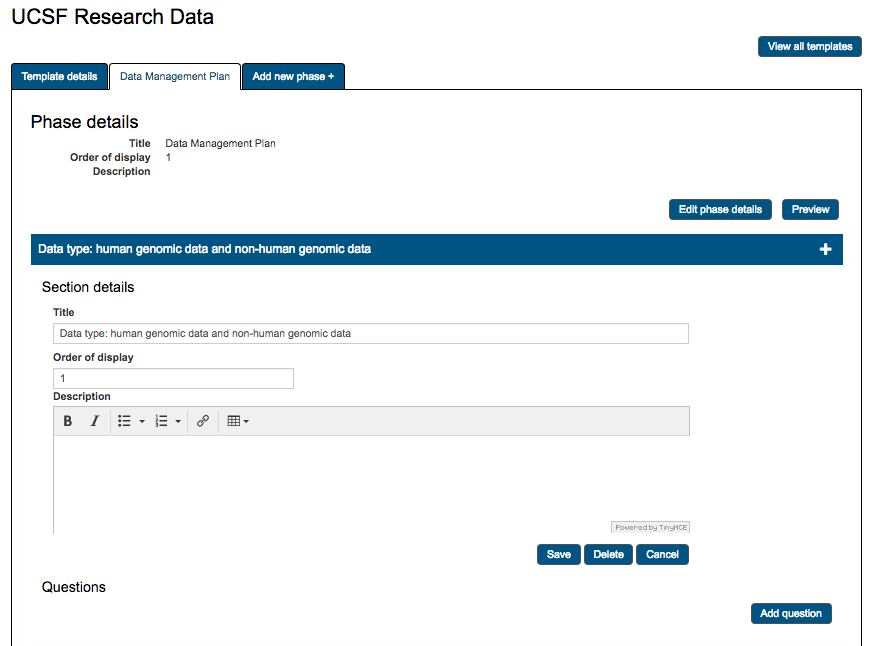 UCSF Research Data
View all templates
Template details
Data Management Plan
Add new phase +
Phase details
Title Data Management Plan
Order of display 1
Description
Edit phase details
Preview
Data type: human genomic data and non-human genomic data
Section details
Title
Data type: human genomic data and non-human genomic data
Order of display
1
Description
B I
Powered by TinyMCE
Save Delete Cancel
Questions
Add question